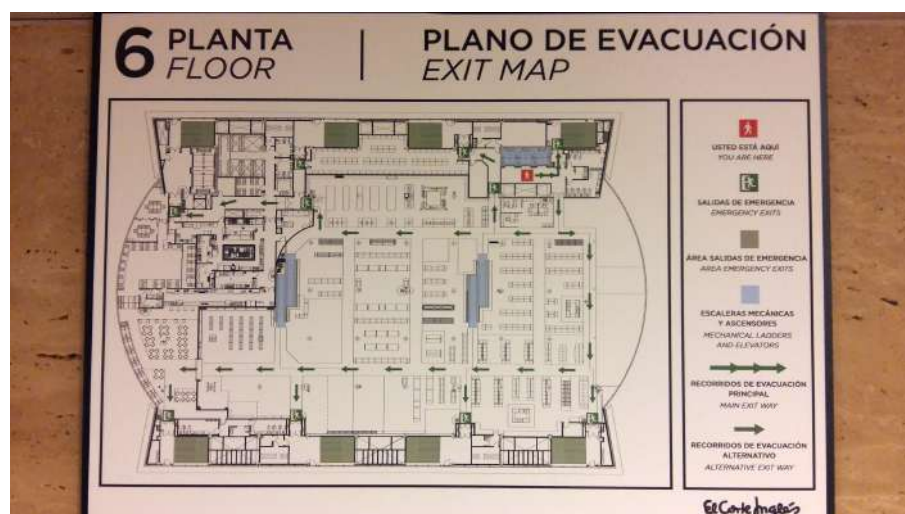 6 PLANTA
FLOOR
PLANO DE EVACUACIÓN
EXIT MAP
USTED ESTÁ AQUÍ
YOU ARE HERE
SALIDAS DE EMERGENCIA
EMERGENCY EXITS
ÁREA SALIDAS DE EMERGENCIA
AREA EMERGENCY EXITS
ESCALERAS MECÁNICAS
Y ASCENSORES
MECHANICAL LADDERS
AND ELEVATORS
RECORRIDOS DE EVACUACIÓN
PRINCIPAL
MAIN EXIT WAY
RECORRIDOS DE EVACUACIÓN
ALTERNATIVO
ALTERNATIVE EXIT WAY
El Corte Inglés